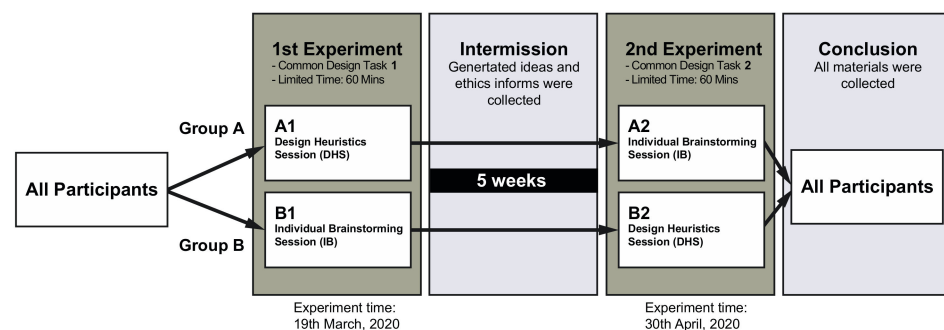 All Participants
Group A
Group B
1st Experiment
- Common Design Task 1
- Limited Time: 60 Mins
A1
Design Heuristics
Session (DHS)
B1
Individual Brainstorming
Session (IB)
Experiment time:
19th March, 2020
Intermission
Genertated ideas and
ethics informs were
collected
5 weeks
2nd Experiment
- Common Design Task 2
- Limited Time: 60 Mins
A2
Individual Brainstorming
Session (IB)
B2
Design Heuristics
Session (DHS)
Experiment time:
30th April, 2020
Conclusion
All materials were
collected
All Participants